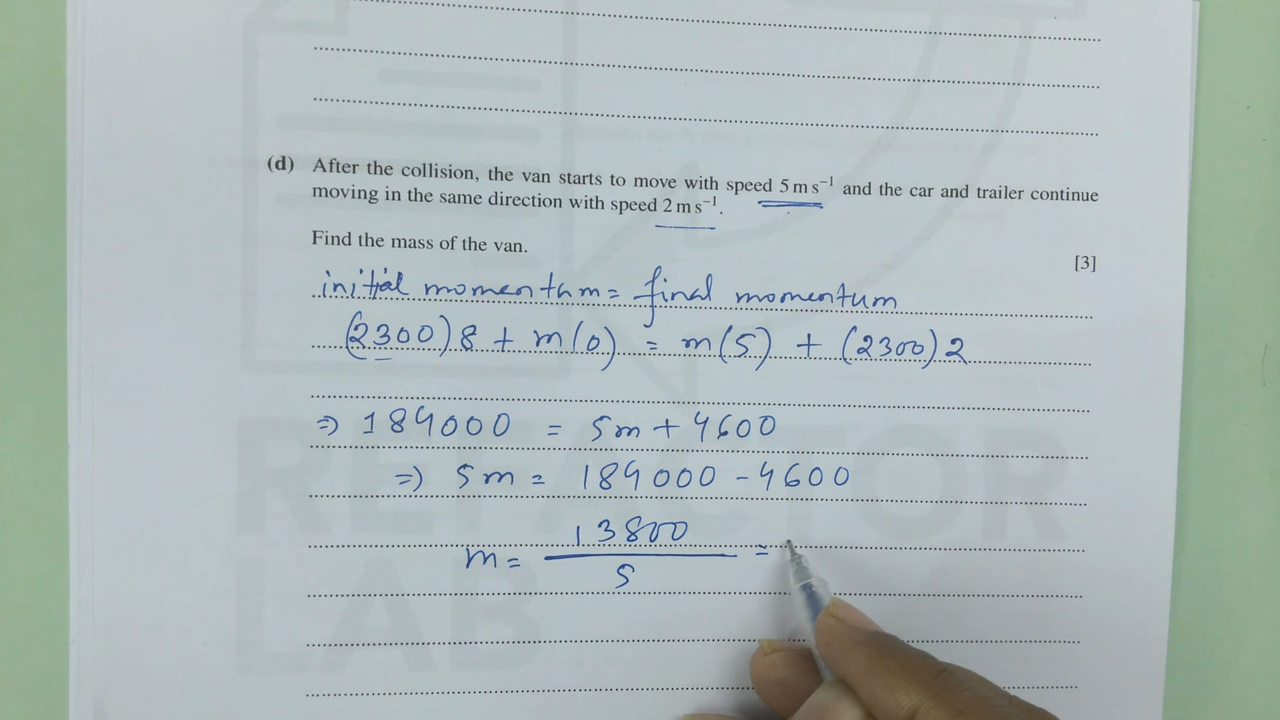 (d) After the collision, the van starts to move with speed 5 m s⁻¹ and the car and trailer continue
moving in the same direction with speed 2 m s⁻¹.
Find the mass of the van.
[3]
initial momentum = final momentum
(2300)8 + m(0) = m(5) + (2300)2
⇒ 184000 = 5m + 4600
⇒ 5m = 184000 - 4600
m = 13800/5 =
REFACTOR
LAB